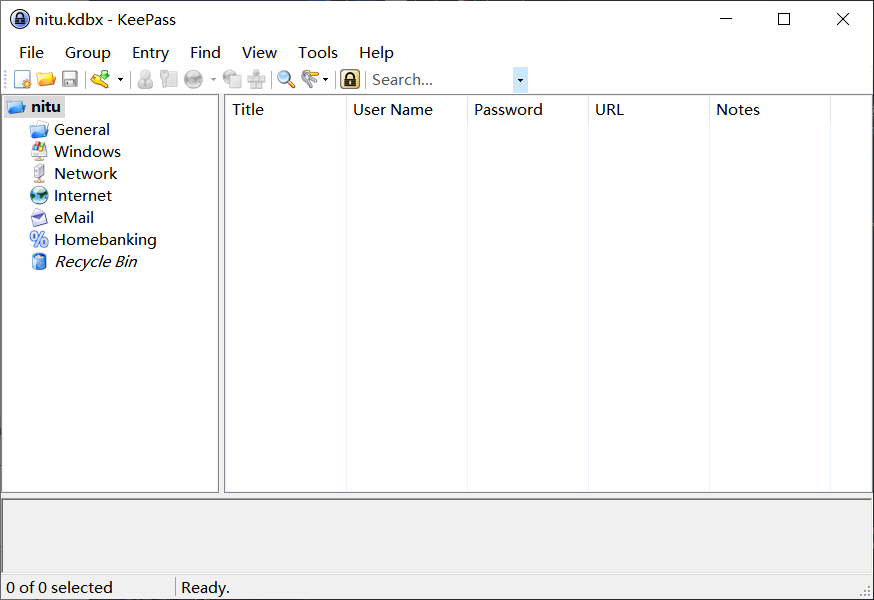 nitu.kdbx - KeePass
File Group Entry Find View Tools Help
Search...
nitu
General
Windows
Network
Internet
eMail
Homebanking
Recycle Bin
Title User Name Password URL Notes
0 of 0 selected Ready.